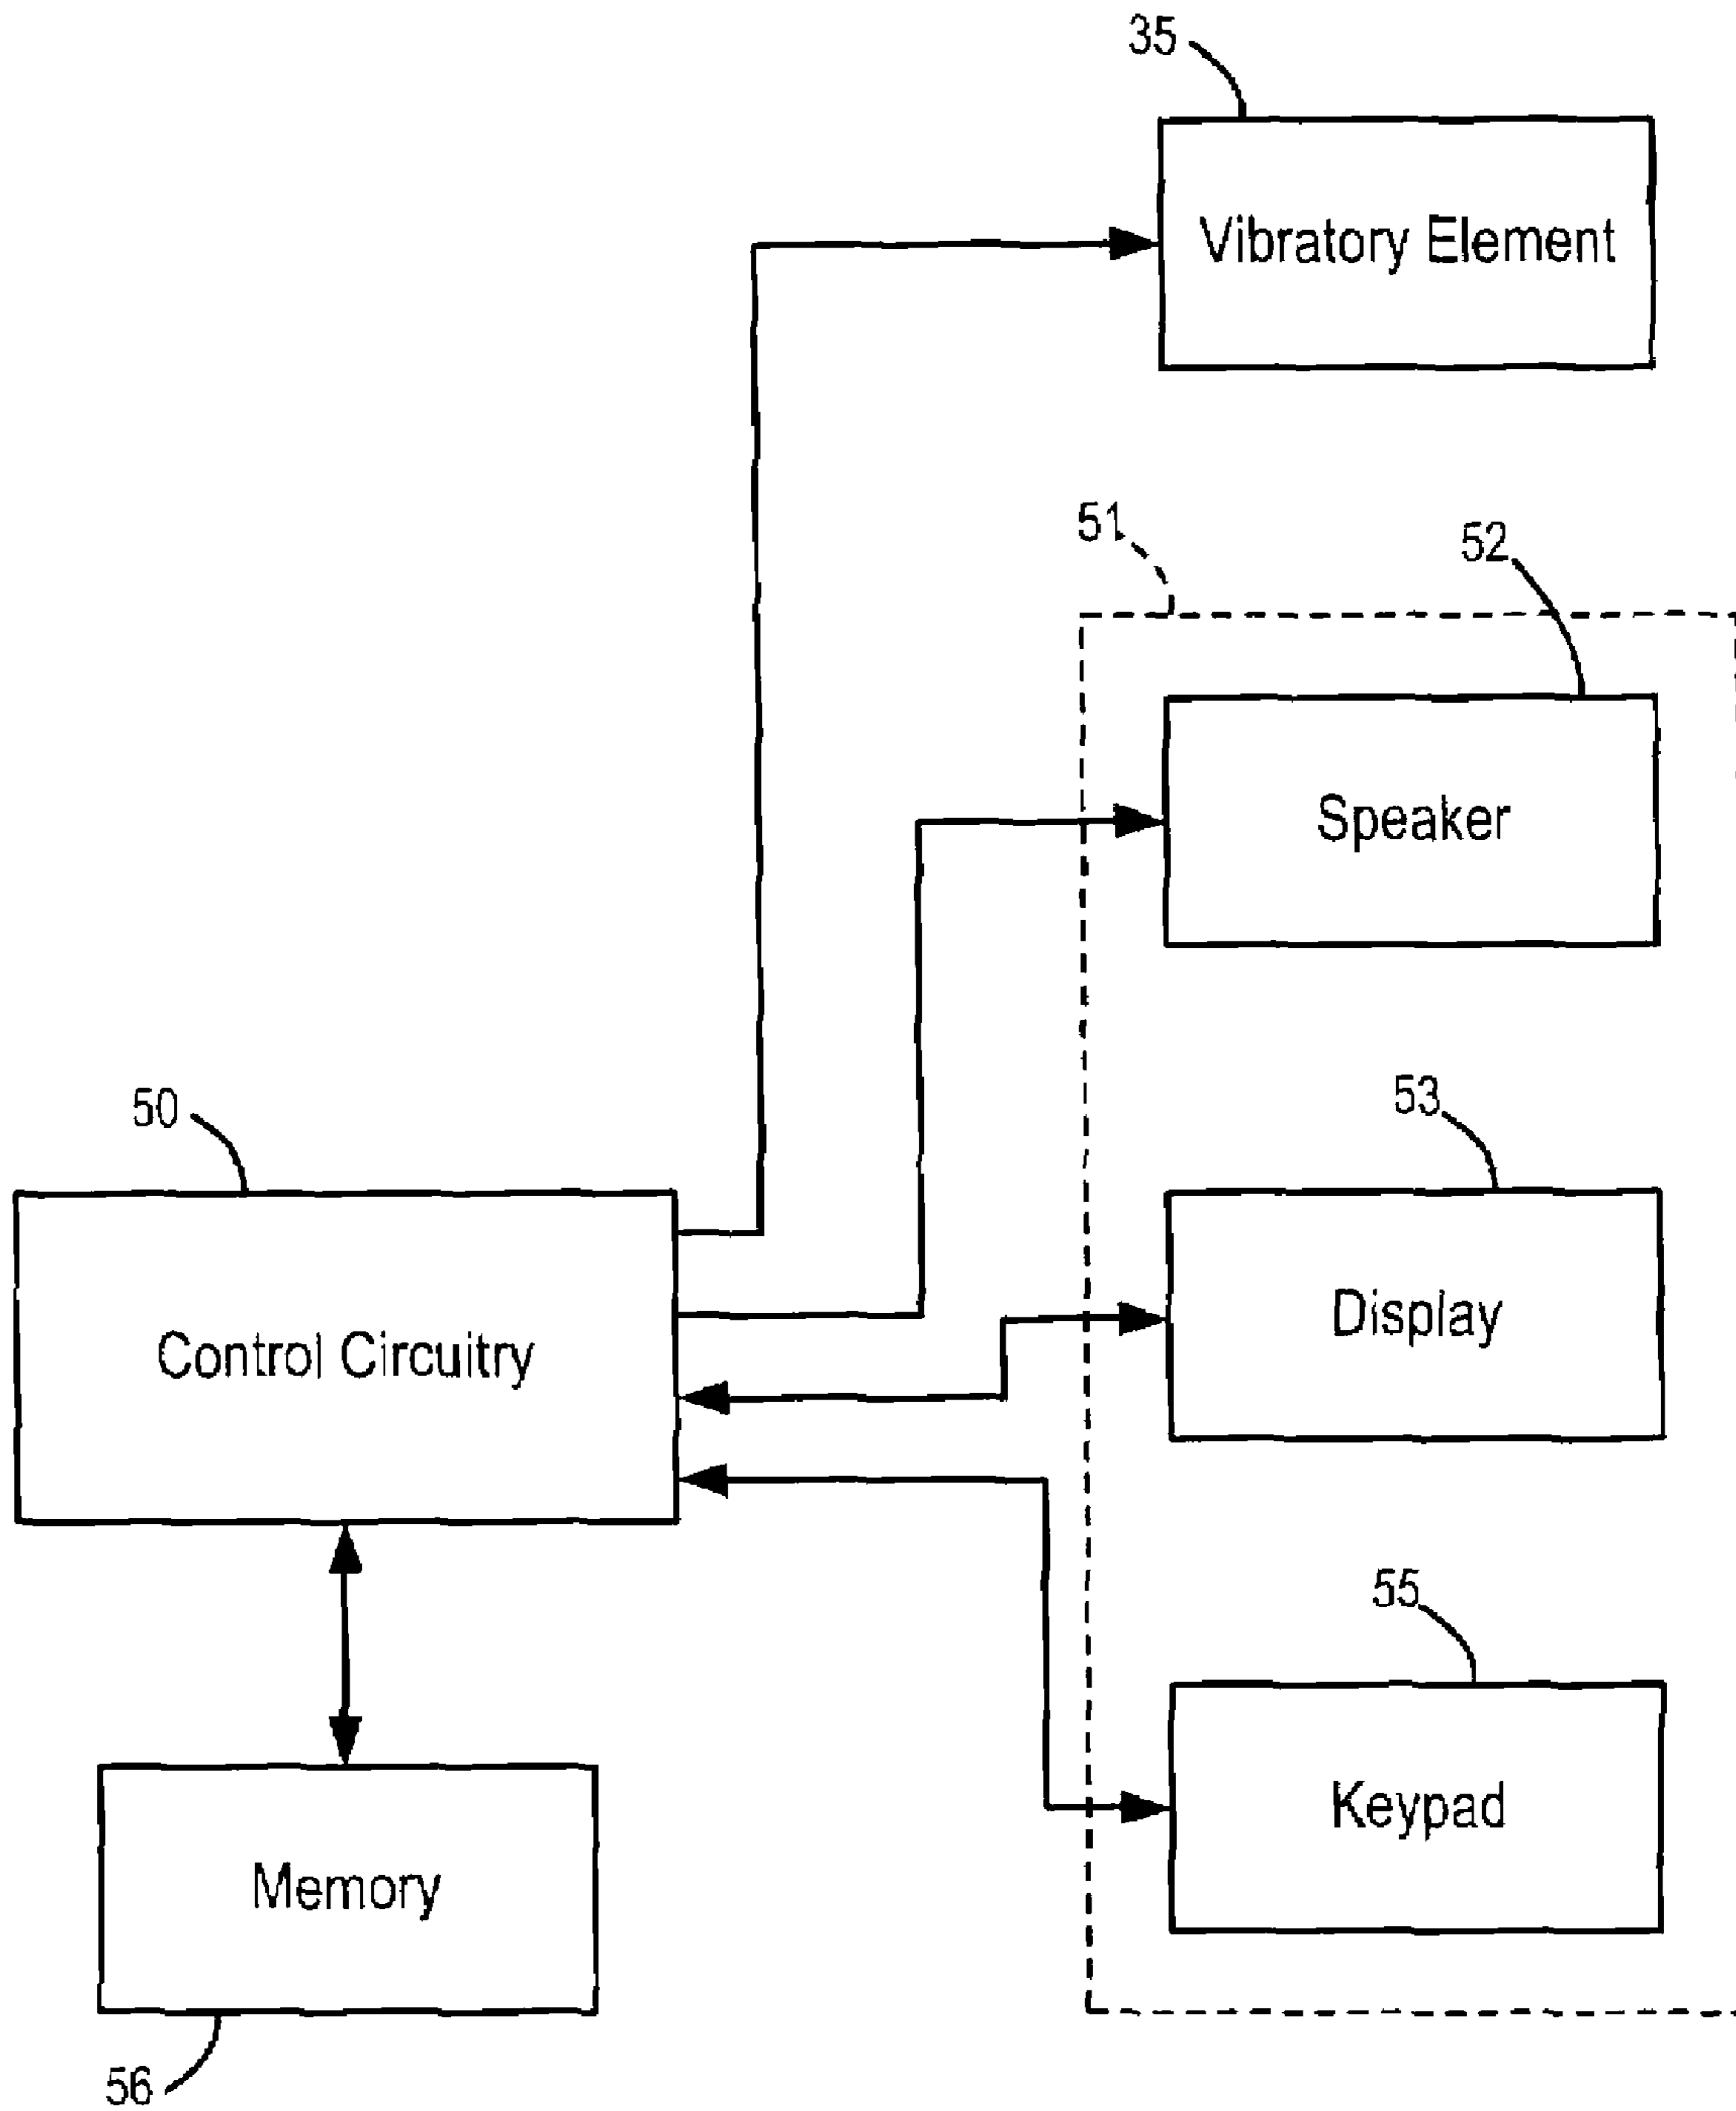 35
Vibratory Element
51
52
Speaker
50
53
Control Circuitry
Display
55
Keypad
Memory
56